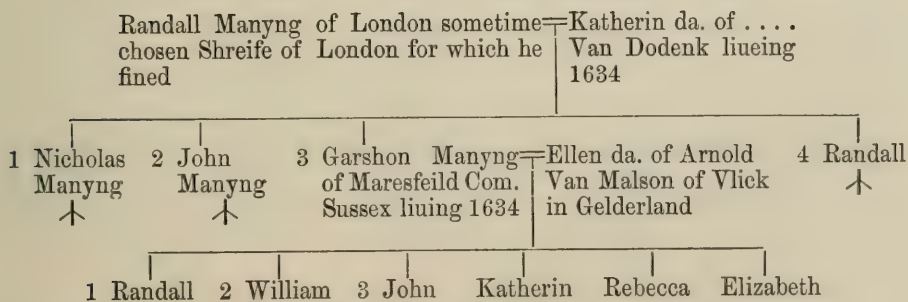 Randall Manyng of London sometime
chosen Shreife of London for which he
fined
Katherin da. of . . . .
Van Dodenk liueing
1634
1 Nicholas
Manyng
2 John
Manyng
3 Garshon Manyng
of Maresfeild Com.
Sussex liuing 1634
Ellen da. of Arnold
Van Malson of Vlick
in Gelderland
4 Randall
1 Randall 2 William 3 John Katherin Rebecca Elizabeth